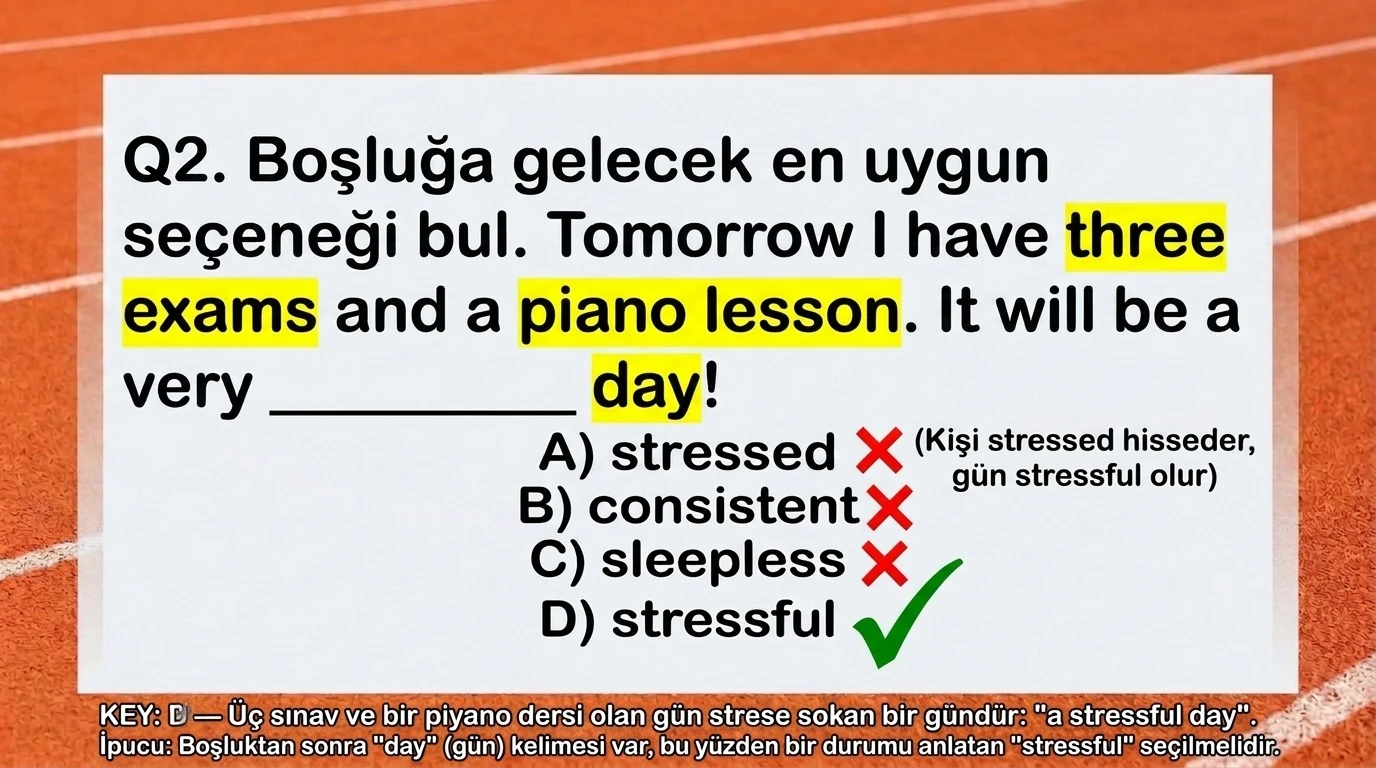 Q2. Boşluğa gelecek en uygun
seçeneği bul. Tomorrow I have three
exams and a piano lesson. It will be a
very __________ day!
A) stressed
(Kişi stressed hisseder,
gün stressful olur)
B) consistent
C) sleepless
D) stressful
KEY: D — Üç sınav ve bir piyano dersi olan gün strese sokan bir gündür: "a stressful day".
İpucu: Boşluktan sonra "day" (gün) kelimesi var, bu yüzden bir durumu anlatan "stressful" seçilmelidir.